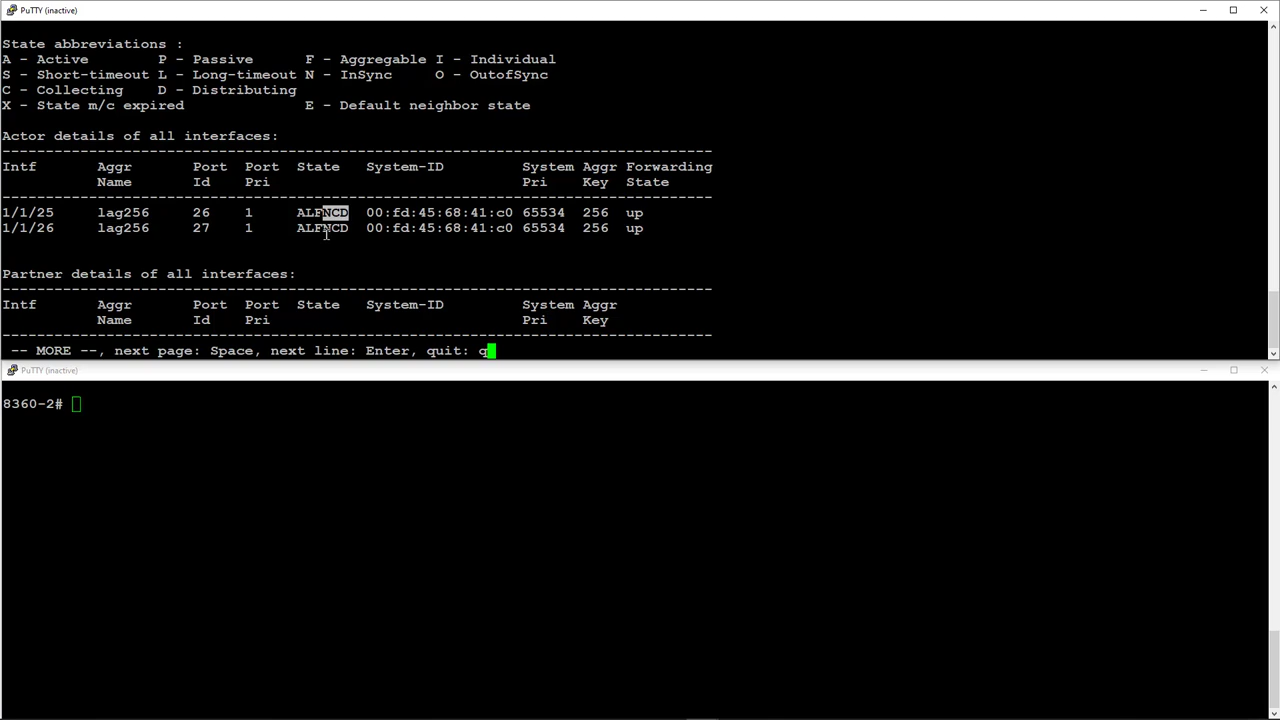 PuTTY (inactive)
State abbreviations :
A - Active        P - Passive      F - Aggregable I - Individual
S - Short-timeout L - Long-timeout N - InSync     O - OutofSync
C - Collecting    D - Distributing
X - State m/c expired              E - Default neighbor state
Actor details of all interfaces:
----------------------------------------------------------------------------------
Intf       Aggr       Port  Port  State   System-ID         System Aggr Forwarding
           Name       Id    Pri                             Pri    Key  State
----------------------------------------------------------------------------------
1/1/25     lag256     26    1     ALFNCD  00:fd:45:68:41:c0 65534  256  up
1/1/26     lag256     27    1     ALFNCD  00:fd:45:68:41:c0 65534  256  up
Partner details of all interfaces:
----------------------------------------------------------------------------------
Intf       Aggr       Port  Port  State   System-ID         System Aggr
           Name       Id    Pri                             Pri    Key
----------------------------------------------------------------------------------
-- MORE --, next page: Space, next line: Enter, quit: q
PuTTY (inactive)
8360-2#